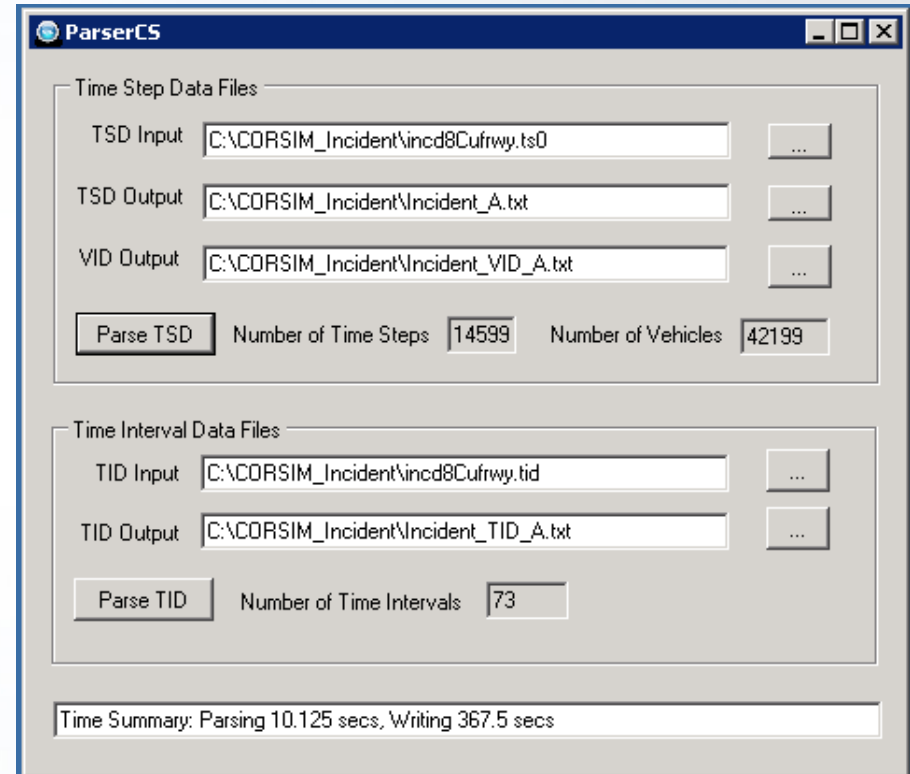 ParserCS
Time Step Data Files
TSD Input C:\CORSIM_Incident\incd8Cufrwy.ts0 ...
TSD Output C:\CORSIM_Incident\Incident_A.txt ...
VID Output C:\CORSIM_Incident\Incident_VID_A.txt ...
Parse TSD Number of Time Steps 14599 Number of Vehicles 42199
Time Interval Data Files
TID Input C:\CORSIM_Incident\incd8Cufrwy.tid ...
TID Output C:\CORSIM_Incident\Incident_TID_A.txt ...
Parse TID Number of Time Intervals 73
Time Summary: Parsing 10.125 secs, Writing 367.5 secs